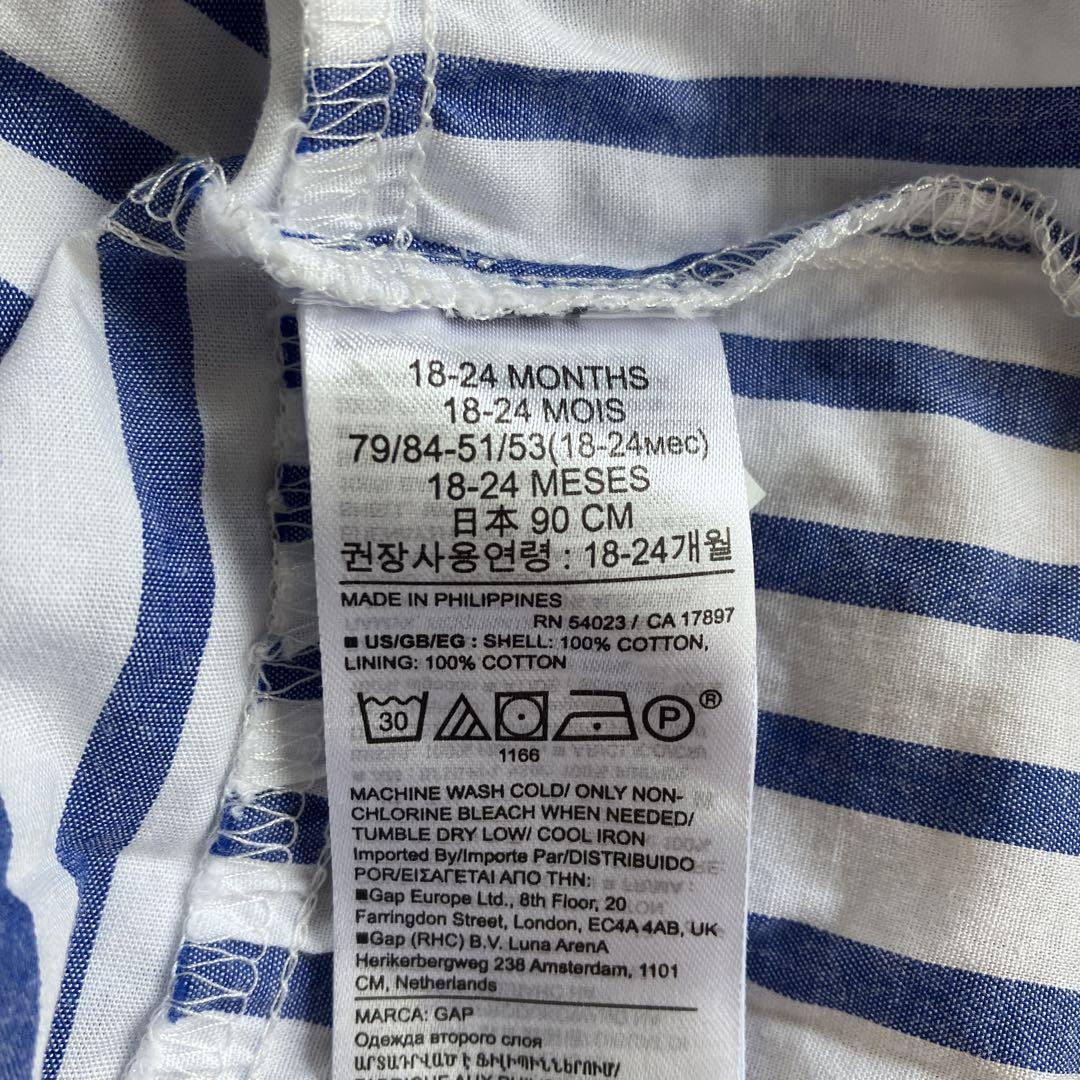 18-24 MONTHS
18-24 MOIS
79/84-51/53(18-24мес)
18-24 MESES
日本 90 CM
권장사용연령 : 18-24개월
MADE IN PHILIPPINES
RN 54023 / CA 17897
■ US/GB/EG : SHELL: 100% COTTON,
LINING: 100% COTTON
30
P®
1166
MACHINE WASH COLD/ ONLY NON-
CHLORINE BLEACH WHEN NEEDED/
TUMBLE DRY LOW/ COOL IRON
Imported By/Importe Par/DISTRIBUIDO
POR/ΕΙΣΑΓΕΤΑΙ ΑΠΟ ΤΗΝ:
■Gap Europe Ltd., 8th Floor, 20
Farringdon Street, London, EC4A 4AB, UK
■Gap (RHC) B.V. Luna ArenA
Herikerbergweg 238 Amsterdam, 1101
CM, Netherlands
MARCA: GAP
Одежда второго слоя
ԱՐՏԱԴՐՎԱԾ Է ՖԻԼԻՊԻՆՆԵՐՈՒՄ/